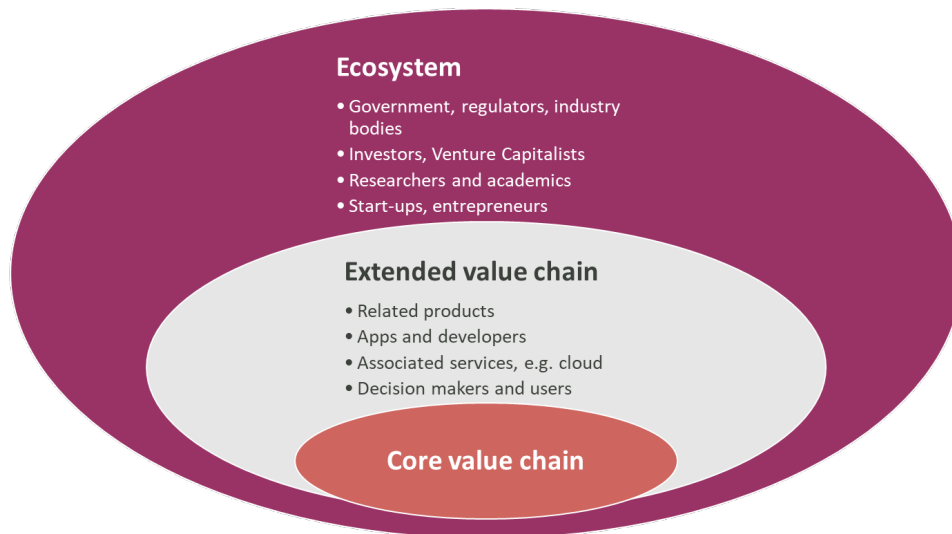 Ecosystem
• Government, regulators, industry
bodies
• Investors, Venture Capitalists
• Researchers and academics
• Start-ups, entrepreneurs
Extended value chain
• Related products
• Apps and developers
• Associated services, e.g. cloud
• Decision makers and users
Core value chain